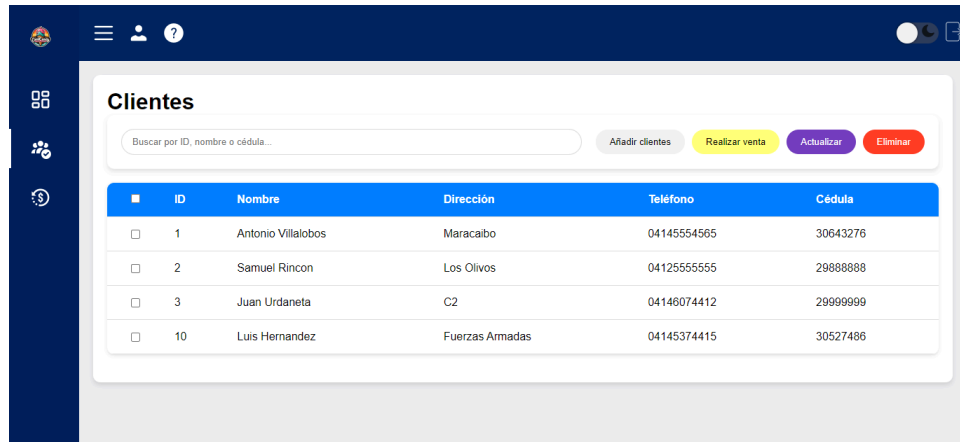 ?
Clientes
Buscar por ID, nombre o cédula... Añadir clientes Realizar venta Actualizar Eliminar
ID Nombre Dirección Teléfono Cédula
1 Antonio Villalobos Maracaibo 04145554565 30643276
2 Samuel Rincon Los Olivos 04125555555 29888888
3 Juan Urdaneta C2 04146074412 29999999
10 Luis Hernandez Fuerzas Armadas 04145374415 30527486
$